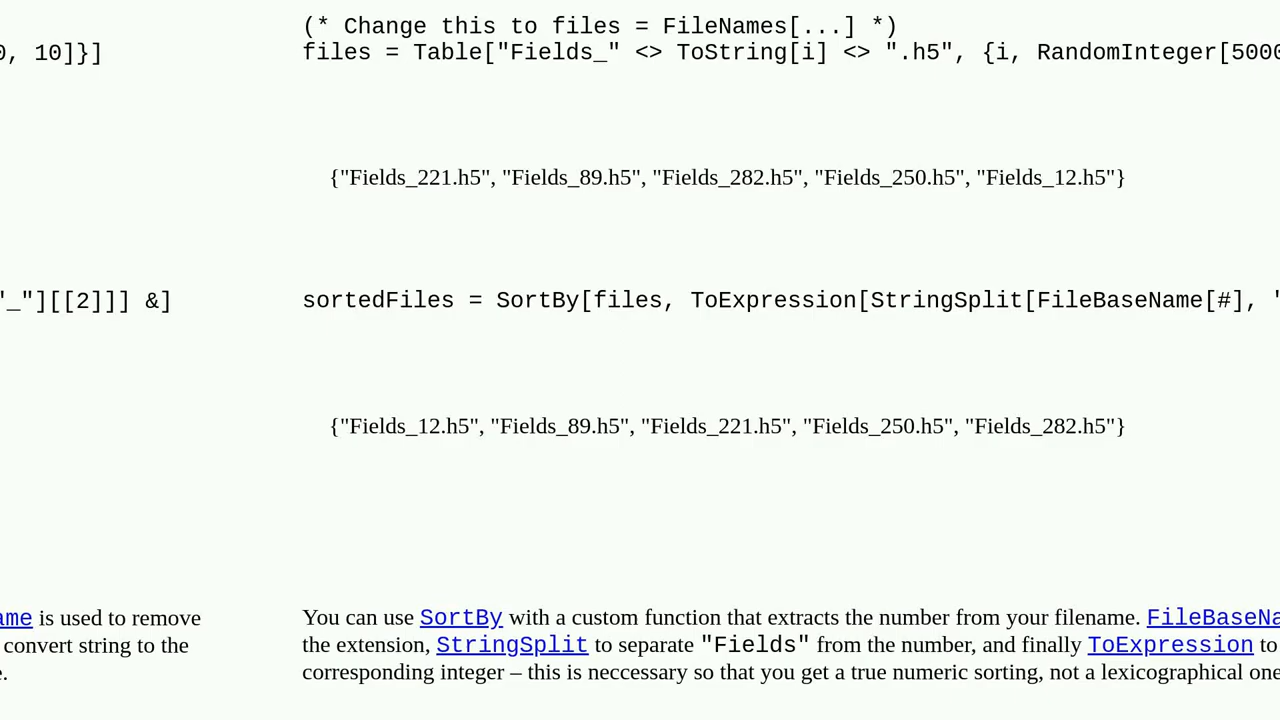 (* Change this to files = FileNames[...] *)
, 10]}]
files = Table["Fields_" <> ToString[i] <> ".h5", {i, RandomInteger[500
{"Fields_221.h5", "Fields_89.h5", "Fields_282.h5", "Fields_250.h5", "Fields_12.h5"}
_"][[2]]] &]
sortedFiles = SortBy[files, ToExpression[StringSplit[FileBaseName[#], "
{"Fields_12.h5", "Fields_89.h5", "Fields_221.h5", "Fields_250.h5", "Fields_282.h5"}
ame is used to remove
You can use SortBy with a custom function that extracts the number from your filename. FileBaseNa
convert string to the
the extension, StringSplit to separate "Fields" from the number, and finally ToExpression to
e.
corresponding integer – this is neccessary so that you get a true numeric sorting, not a lexicographical one